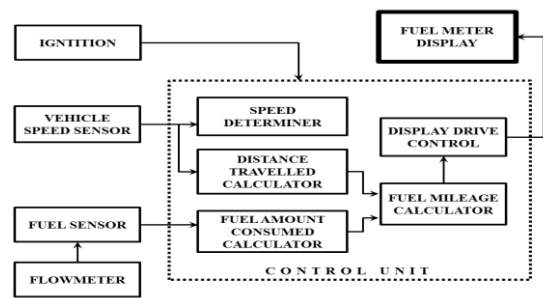 IGNTITION
FUEL METER
DISPLAY
VEHICLE
SPEED SENSOR
SPEED
DETERMINER
DISPLAY DRIVE
CONTROL
DISTANCE
TRAVELLED
CALCULATOR
FUEL MILEAGE
CALCULATOR
FUEL SENSOR
FUEL AMOUNT
CONSUMED
CALCULATOR
FLOWMETER
CONTROL UNIT